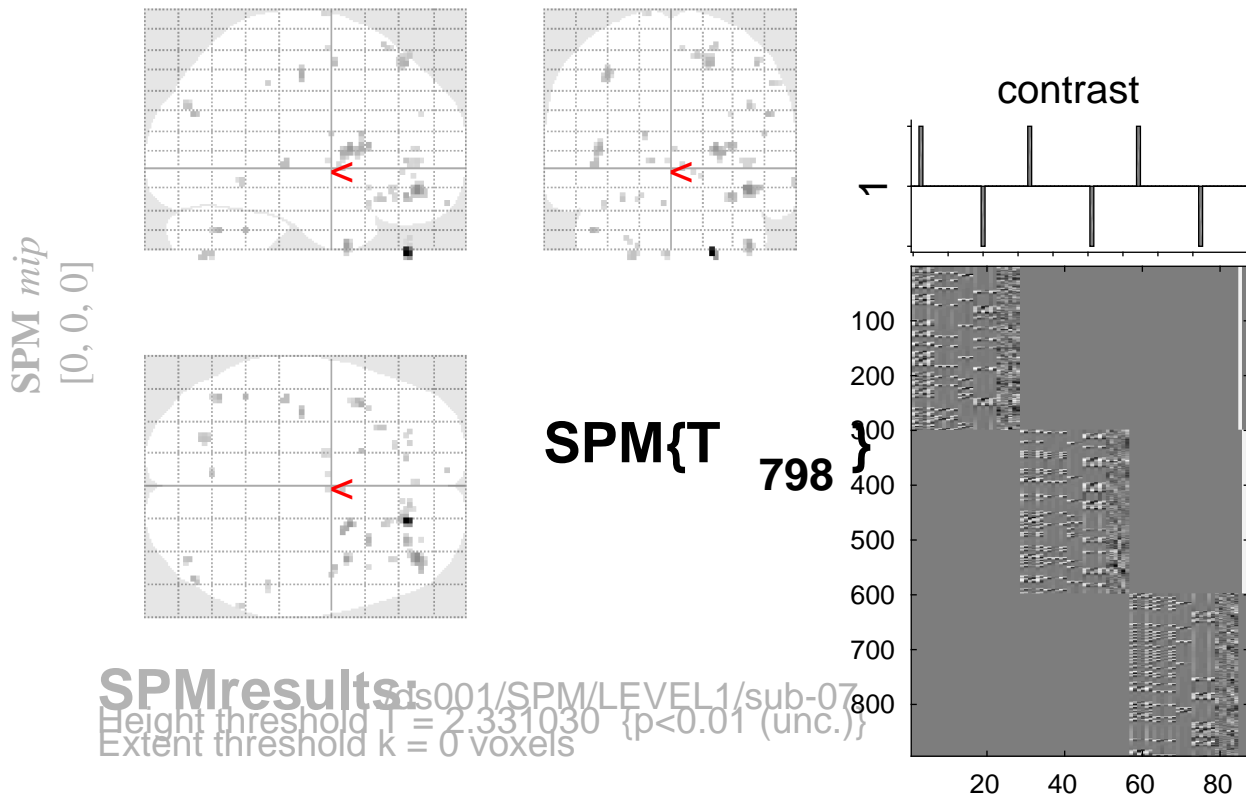 SPM mip
[0, 0, 0]
<
<
<
SPM{T798}
SPMresults: ./ds001/SPM/LEVEL1/sub-07
Height threshold T = 2.331030 {p<0.01 (unc.)}
Extent threshold k = 0 voxels
contrast
1
100
200
300
400
500
600
700
800
20 40 60 80